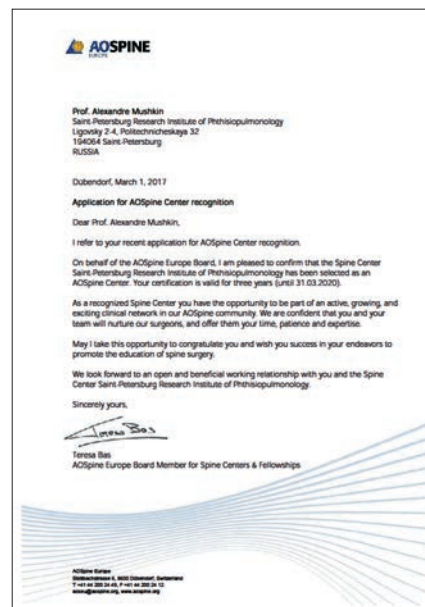 AOSPINE
EUROPE
Prof. Alexandre Mushkin
Saint-Petersburg Research Institute of Phthisiopulmonology
Ligovsky 2-4, Politechnicheskaya 32
194064 Saint-Petersburg
RUSSIA
Dübendorf, March 1, 2017
Application for AOSpine Center recognition
Dear Prof. Alexandre Mushkin,
I refer to your recent application for AOSpine Center recognition.
On behalf of the AOSpine Europe Board, I am pleased to confirm that the Spine Center
Saint-Petersburg Research Institute of Phthisiopulmonology has been selected as an
AOSpine Center. Your certification is valid for three years (until 31.03.2020).
As a recognized Spine Center you have the opportunity to be part of an active, growing, and
exciting clinical network in our AOSpine community. We are confident that you and your
team will nurture our surgeons, and offer them your time, patience and expertise.
May I take this opportunity to congratulate you and wish you success in your endeavors to
promote the education of spine surgery.
We look forward to an open and beneficial working relationship with you and the Spine
Center Saint-Petersburg Research Institute of Phthisiopulmonology.
Sincerely yours,
Teresa Bas
Teresa Bas
AOSpine Europe Board Member for Spine Centers & Fellowships
AOSpine Europe
8600 Dübendorf, Switzerland
www.aospine.org